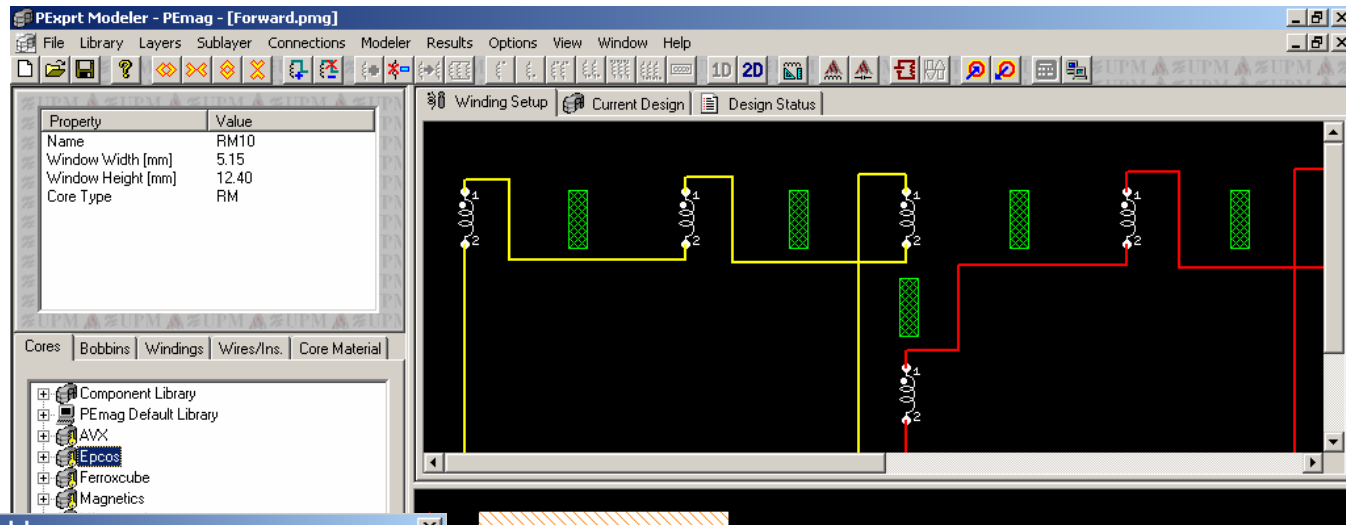 PExprt Modeler - PEmag - [Forward.pmg]
File Library Layers Sublayer Connections Modeler Results Options View Window Help
1D 2D
Winding Setup Current Design Design Status
Property Value
Name RM10
Window Width [mm] 5.15
Window Height [mm] 12.40
Core Type RM
1 1 1 1
2 2 2 2
1
2
Cores Bobbins Windings Wires/Ins. Core Material
Component Library
PEmag Default Library
AVX
Epcos
Ferroxcube
Magnetics